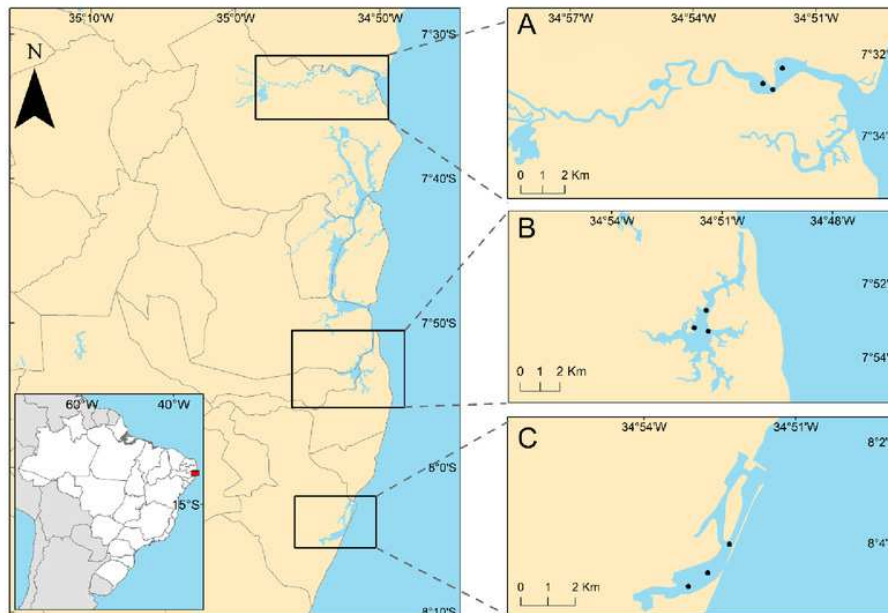 35°10'W 35°0'W 34°50'W
7°30'S
N
7°40'S
7°50'S
8°0'S
8°10'S
60°W 40°W
15°S
A
34°57'W 34°54'W 34°51'W
7°32'S
7°34'S
0 1 2 Km
B
34°54'W 34°51'W 34°48'W
7°52'S
7°54'S
0 1 2 Km
C
34°54'W 34°51'W
8°2'S
8°4'S
0 1 2 Km